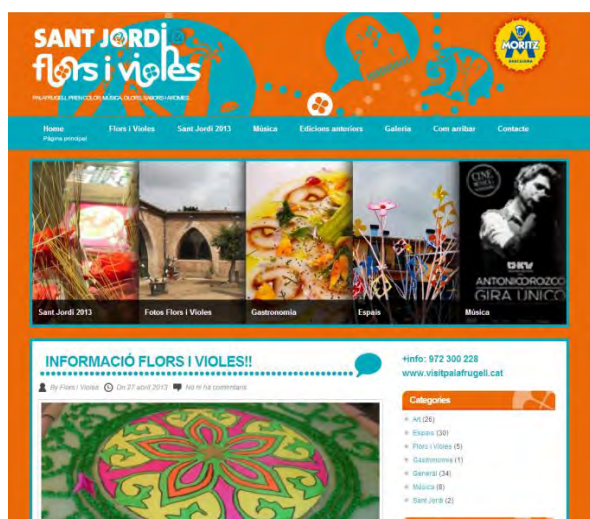 SANT JORDI
flors i violes
PALAFRUGELL PREN COLOR, MÚSICA, OLORS, SABORS I AROMES.
MORITZ
BARCELONA
Home Flors i Violes Sant Jordi 2013 Música Edicions anteriors Galeria Com arribar Contacte
Pàgina principal
CINE,
MÚSICA
ANTONIO OROZCO
GIRA ÚNICO
Sant Jordi 2013 Fotos Flors i Violes Gastronomia Espais Música
INFORMACIÓ FLORS I VIOLES!!
By Flors i Violes On 27 abril 2013 No hi ha comentaris
+info: 972 300 228
www.visitpalafrugell.cat
Categories
Art (26)
Espais (30)
Flors i Violes (5)
Gastronomia (1)
General (34)
Música (8)
Sant Jordi (2)